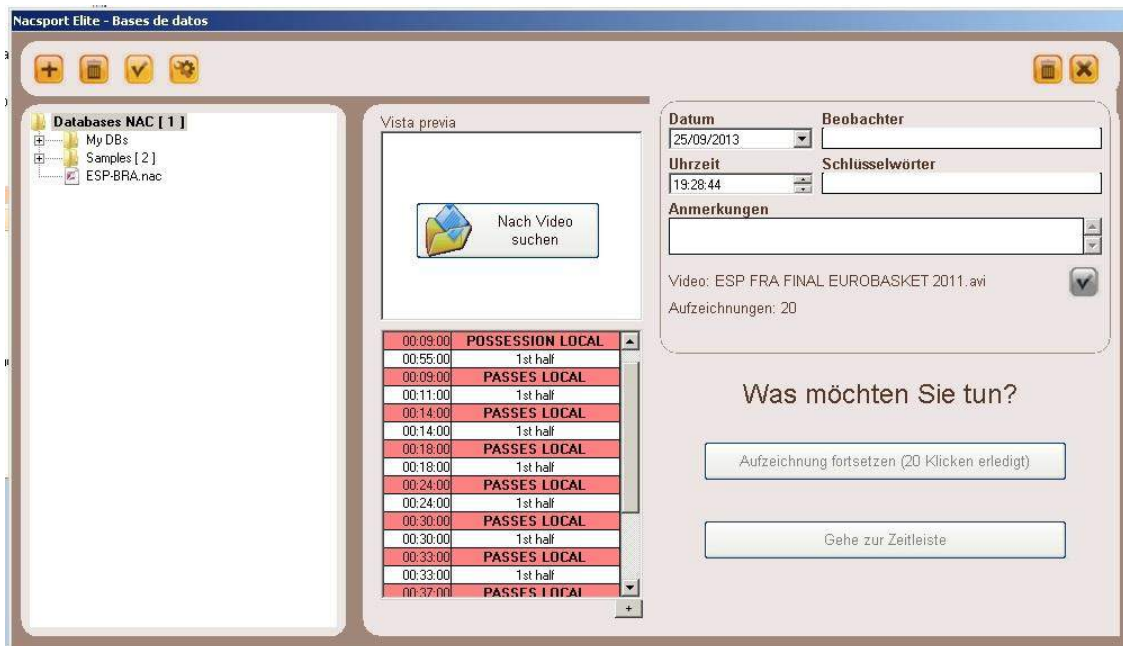 Nacsport Elite - Bases de datos
Databases NAC [ 1 ]
My DBs
Samples [ 2 ]
ESP-BRA.nac
Vista previa
Nach Video
suchen
00:09:00 POSSESSION LOCAL
00:55:00 1st half
00:09:00 PASSES LOCAL
00:11:00 1st half
00:14:00 PASSES LOCAL
00:14:00 1st half
00:18:00 PASSES LOCAL
00:18:00 1st half
00:24:00 PASSES LOCAL
00:24:00 1st half
00:30:00 PASSES LOCAL
00:30:00 1st half
00:33:00 PASSES LOCAL
00:33:00 1st half
00:37:00 PASSES LOCAL
+
Datum Beobachter
25/09/2013
Uhrzeit Schlüsselwörter
19:28:44
Anmerkungen
Video: ESP FRA FINAL EUROBASKET 2011.avi
Aufzeichnungen: 20
Was möchten Sie tun?
Aufzeichnung fortsetzen (20 Klicken erledigt)
Gehe zur Zeitleiste